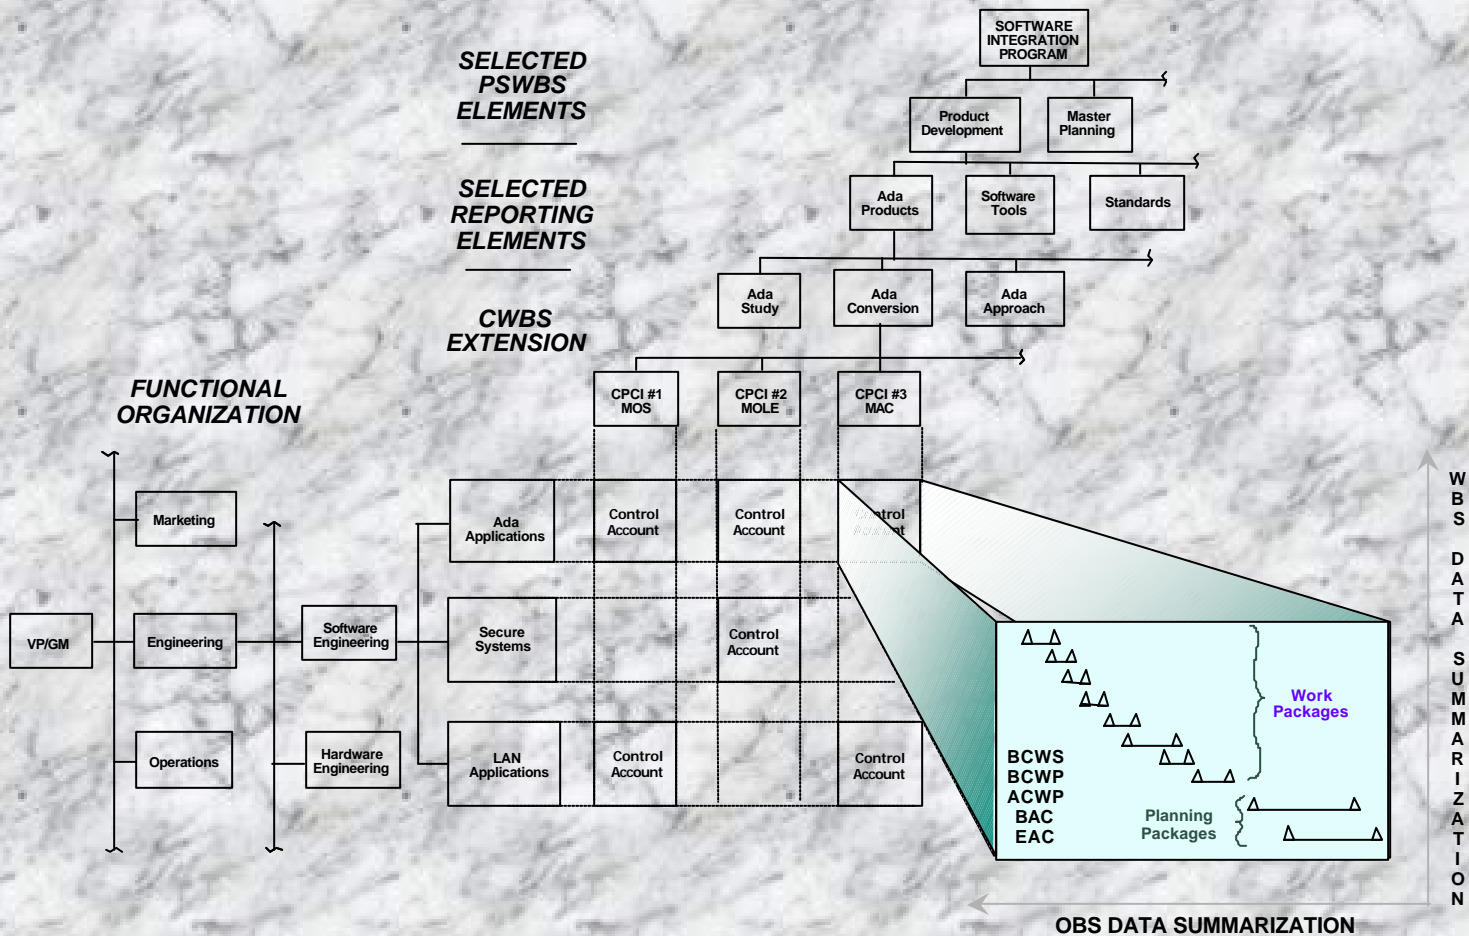 SOFTWARE
INTEGRATION
PROGRAM
SELECTED
PSWBS
ELEMENTS
Product
Development
Master
Planning
SELECTED
REPORTING
ELEMENTS
Ada
Products
Software
Tools
Standards
CWBS
EXTENSION
Ada
Study
Ada
Conversion
Ada
Approach
FUNCTIONAL
ORGANIZATION
CPCI #1
MOS
CPCI #2
MOLE
CPCI #3
MAC
Marketing
Ada
Applications
Control
Account
Control
Account
VP/GM
Engineering
Software
Engineering
Secure
Systems
Control
Account
Operations
Hardware
Engineering
LAN
Applications
Control
Account
Control
Account
Work
Packages
BCWS
BCWP
ACWP
BAC
EAC
Planning
Packages
WBS DATA SUMMARIZATION
OBS DATA SUMMARIZATION